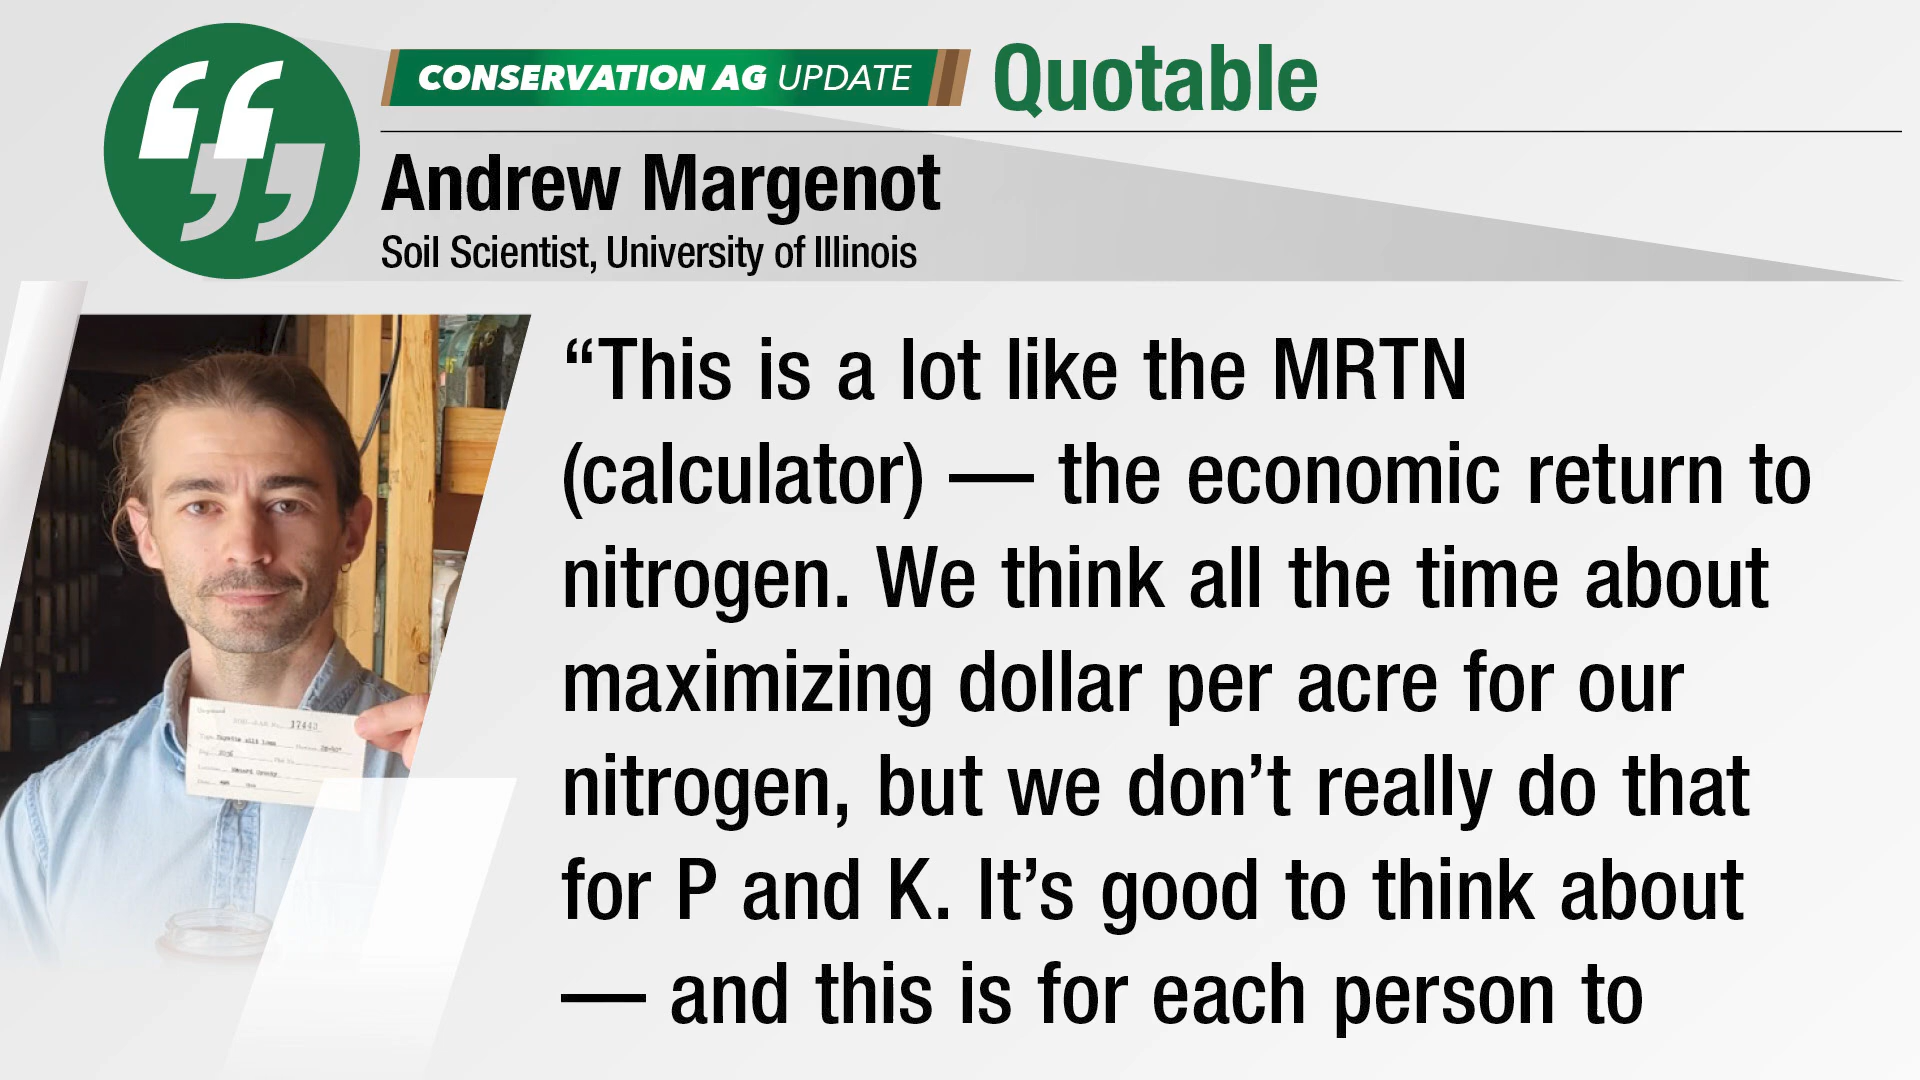 CONSERVATION AG UPDATE
Quotable
Andrew Margenot
Soil Scientist, University of Illinois
“This is a lot like the MRTN
(calculator) — the economic return to
nitrogen. We think all the time about
maximizing dollar per acre for our
nitrogen, but we don’t really do that
for P and K. It’s good to think about
— and this is for each person to
17440